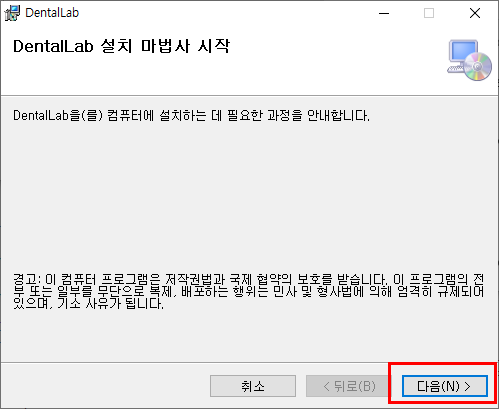 DentalLab
DentalLab 설치 마법사 시작
DentalLab을(를) 컴퓨터에 설치하는 데 필요한 과정을 안내합니다.
경고: 이 컴퓨터 프로그램은 저작권법과 국제 협약의 보호를 받습니다. 이 프로그램의 전
부 또는 일부를 무단으로 복제, 배포하는 행위는 민사 및 형사법에 의해 엄격히 규제되어
있으며, 기소 사유가 됩니다.
취소
< 뒤로(B)
다음(N) >